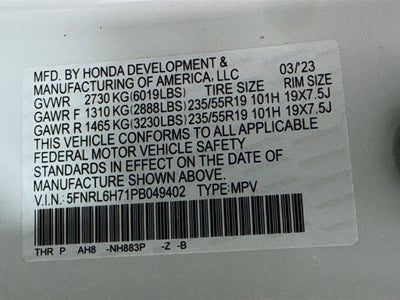 MFD. BY HONDA DEVELOPMENT & 03/'23
MANUFACTURING OF AMERICA, LLC
GVWR 2730 KG(6019LBS) TIRE SIZE RIM SIZE
GAWR F 1310 KG(2888LBS) 235/55R19 101H 19X7.5J
GAWR R 1465 KG(3230LBS) 235/55R19 101H 19X7.5J
THIS VEHICLE CONFORMS TO ALL APPLICABLE
FEDERAL MOTOR VEHICLE SAFETY
STANDARDS IN EFFECT ON THE DATE OF
MANUFACTURE SHOWN ABOVE.
V.I.N.: 5FNRL6H71PB049402 TYPE: MPV
THR P AH8 -NH883P -Z -B